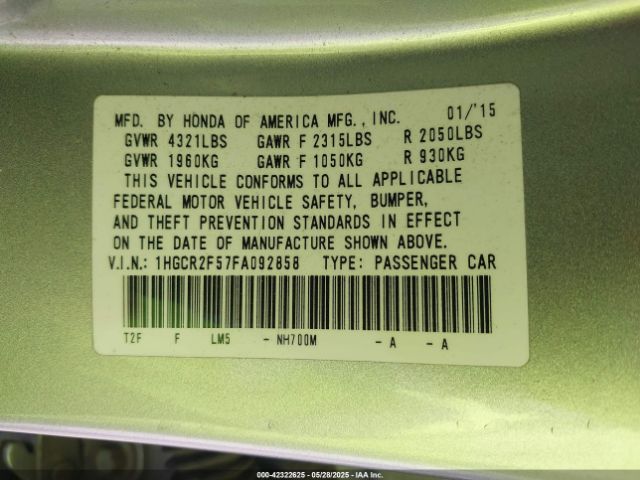 MFD. BY HONDA OF AMERICA MFG., INC. 01/'15
GVWR 4321LBS GAWR F 2315LBS R 2050LBS
GVWR 1960KG GAWR F 1050KG R 930KG
THIS VEHICLE CONFORMS TO ALL APPLICABLE
FEDERAL MOTOR VEHICLE SAFETY, BUMPER,
AND THEFT PREVENTION STANDARDS IN EFFECT
ON THE DATE OF MANUFACTURE SHOWN ABOVE.
V.I.N.: 1HGCR2F57FA092858 TYPE: PASSENGER CAR
T2F F LM5 - NH700M - A - A
000-42322625 - 05/28/2025 - IAA Inc.